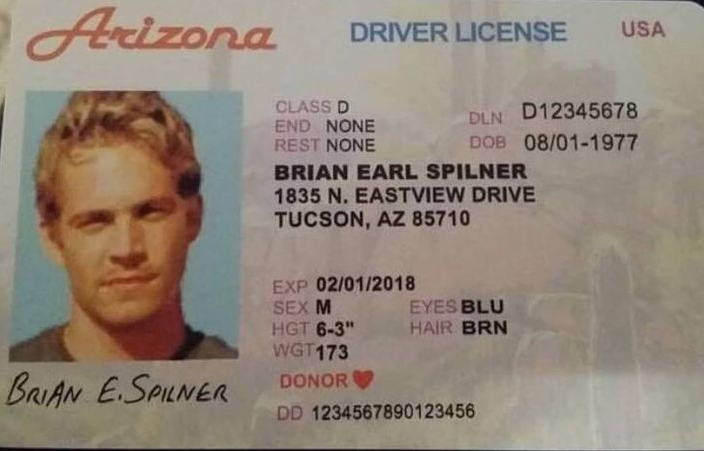 Arizona DRIVER LICENSE USA
CLASS D
END NONE
REST NONE
DLN D12345678
DOB 08/01-1977
BRIAN EARL SPILNER
1835 N. EASTVIEW DRIVE
TUCSON, AZ 85710
EXP 02/01/2018
SEX M EYES BLU
HGT 6-3" HAIR BRN
WGT 173
DONOR
DD 1234567890123456
BRIAN E. SPILNER